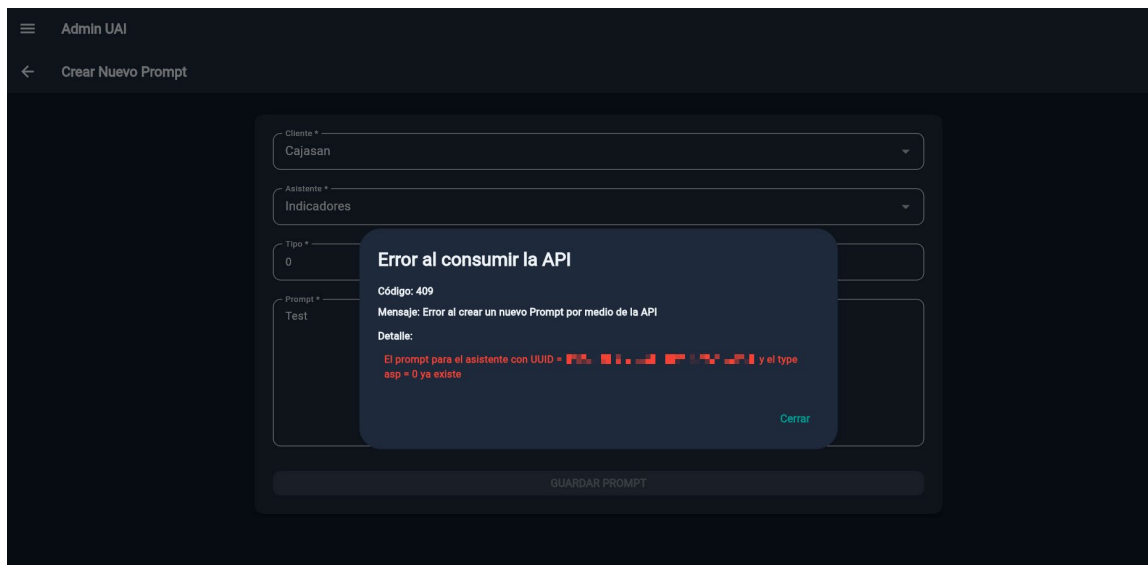 Admin UAI
Crear Nuevo Prompt
Cliente *
Cajasan
Asistente *
Indicadores
Tipo *
0
Prompt *
Test
Error al consumir la API
Código: 409
Mensaje: Error al crear un nuevo Prompt por medio de la API
Detalle:
El prompt para el asistente con UUID = y el type
asp = 0 ya existe
Cerrar
GUARDAR PROMPT